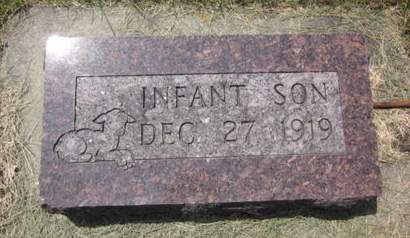 INFANT SON
DEC 27 1919